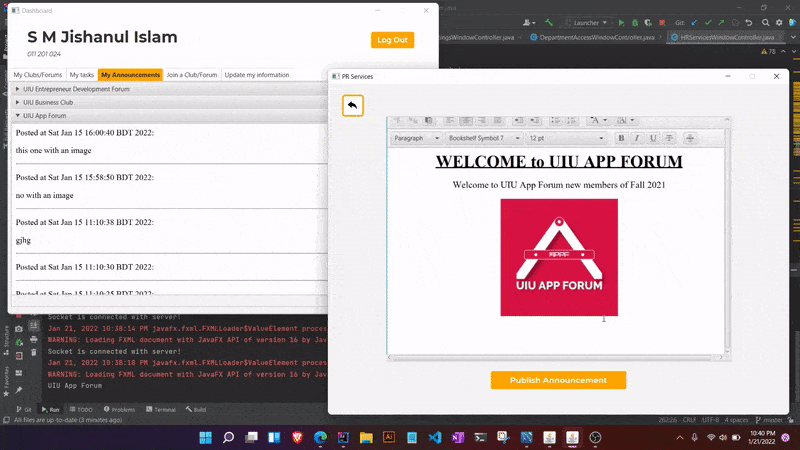 Dashboard
S M Jishanul Islam
011 201 024
Log Out
My Clubs/Forums My tasks My Announcements Join a Club/Forum Update my information
UIU Entrepreneur Development Forum
UIU Business Club
UIU App Forum
Posted at Sat Jan 15 16:00:40 BDT 2022:
this one with an image
Posted at Sat Jan 15 15:58:50 BDT 2022:
no with an image
Posted at Sat Jan 15 11:10:38 BDT 2022:
gjhg
Posted at Sat Jan 15 11:10:30 BDT 2022:
Posted at Sat Jan 15 11:10:25 BDT 2022:
Launcher
Git:
DepartmentAccessWindowController.java
HRServicesWindowController.java
75
PR Services
Paragraph Bookshelf Symbol 7 12 pt
B I U T
WELCOME to UIU APP FORUM
Welcome to UIU App Forum new members of Fall 2021
UIU APP FORUM
Publish Announcement
Socket is connected with server!
Jan 21, 2022 10:38:14 PM javafx.fxml.FXMLLoader$ValueElement proces
WARNING: Loading FXML document with JavaFX API of version 16 by Jav
Socket is connected with server!
Jan 21, 2022 10:38:18 PM javafx.fxml.FXMLLoader$ValueElement proces
WARNING: Loading FXML document with JavaFX API of version 16 by Jav
UIU App Forum
Structure
Favorites
Git Run TODO Problems Terminal Build
All files are up-to-date (3 minutes ago)
262:26 CRLF UTF-8 4 spaces master
10:40 PM
1/21/2022